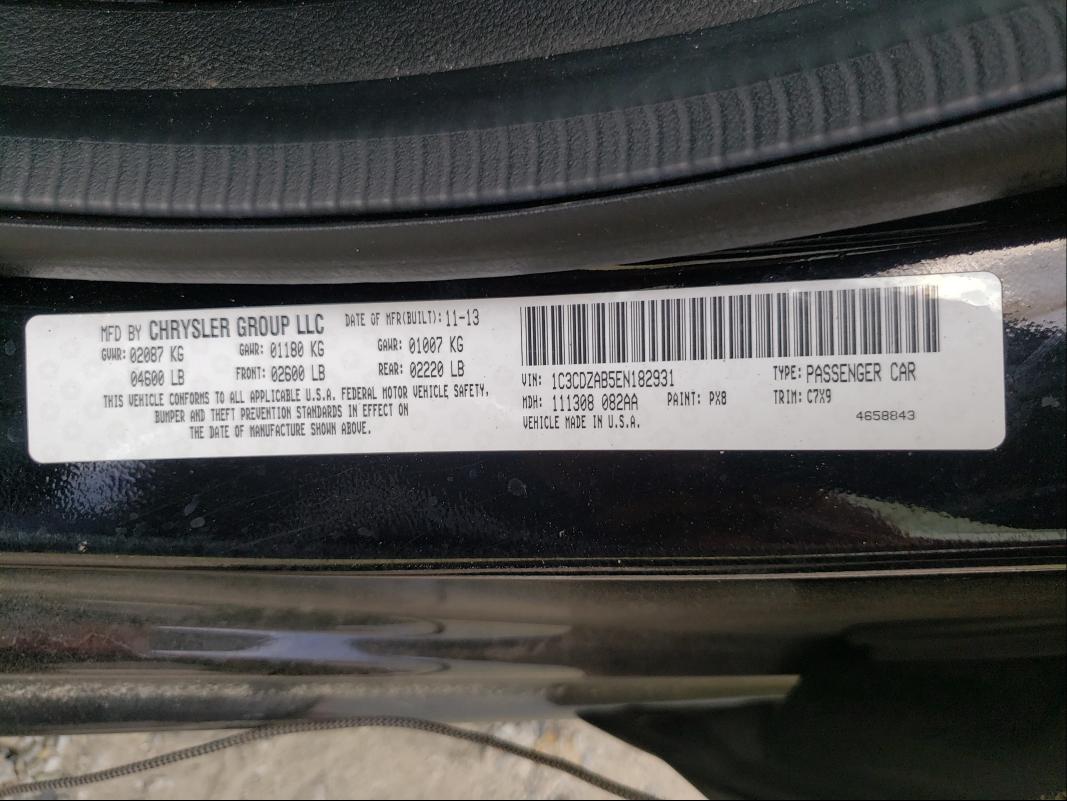 MFD BY CHRYSLER GROUP LLC DATE OF MFR(BUILT): 11-13
GVWR: 02087 KG GAWR: 01180 KG GAWR: 01007 KG
04600 LB FRONT: 02600 LB REAR: 02220 LB
THIS VEHICLE CONFORMS TO ALL APPLICABLE U.S.A. FEDERAL MOTOR VEHICLE SAFETY,
BUMPER AND THEFT PREVENTION STANDARDS IN EFFECT ON
THE DATE OF MANUFACTURE SHOWN ABOVE.
VIN: 1C3CDZAB5EN182931 TYPE: PASSENGER CAR
MDH: 111308 082AA PAINT: PX8 TRIM: C7X9
VEHICLE MADE IN U.S.A. 4658843